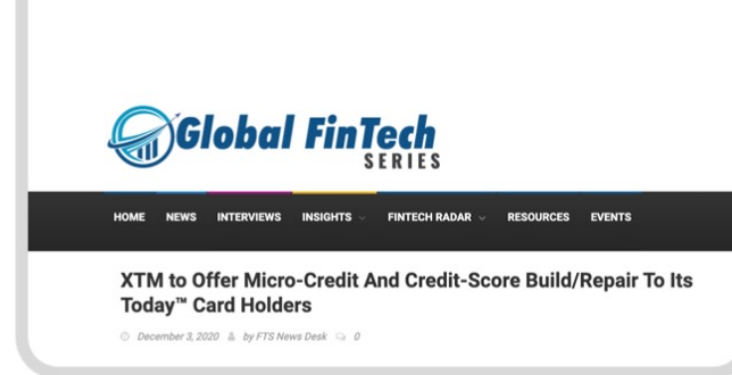 Global FinTech
SERIES
HOME NEWS INTERVIEWS INSIGHTS FINTECH RADAR RESOURCES EVENTS
XTM to Offer Micro-Credit And Credit-Score Build/Repair To Its
Today™ Card Holders
December 3, 2020 by FTS News Desk 0